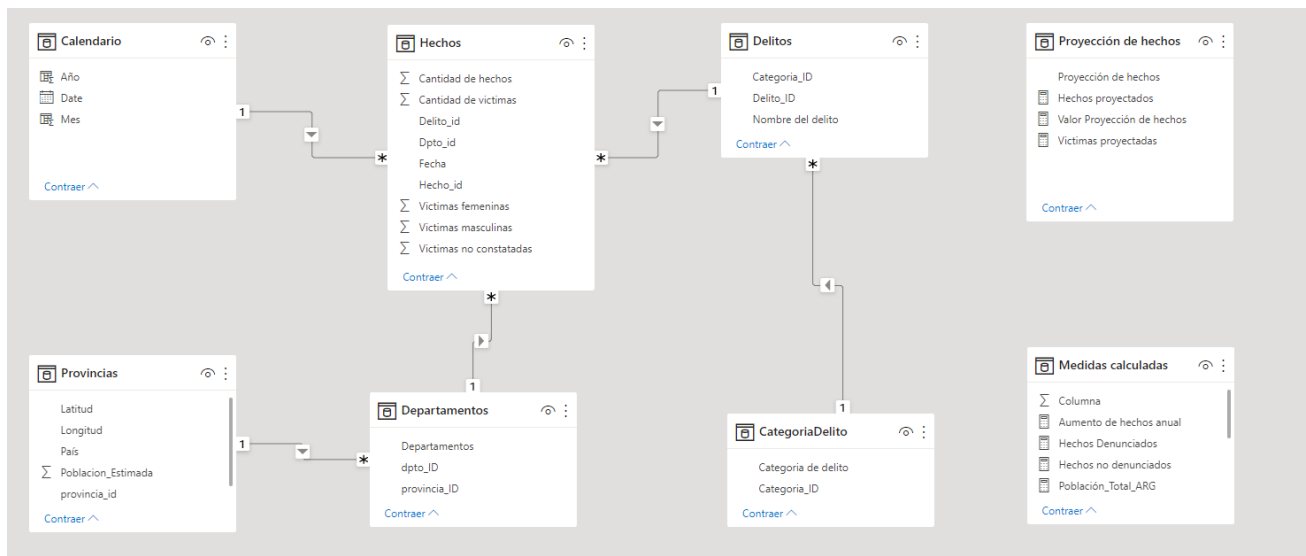 Calendario
Año
Date
Mes
Contraer
1
*
Hechos
Cantidad de hechos
Cantidad de victimas
Delito_id
Dpto_id
Fecha
Hecho_id
Victimas femeninas
Victimas masculinas
Victimas no constatadas
Contraer
*
*
1
Delitos
Categoria_ID
Delito_ID
Nombre del delito
Contraer
*
Proyección de hechos
Proyección de hechos
Hechos proyectados
Valor Proyección de hechos
Victimas proyectadas
Contraer
Provincias
Latitud
Longitud
País
Poblacion_Estimada
provincia_id
Contraer
1
*
1
Departamentos
Departamentos
dpto_ID
provincia_ID
Contraer
1
CategoriaDelito
Categoria de delito
Categoria_ID
Contraer
Medidas calculadas
Columna
Aumento de hechos anual
Hechos Denunciados
Hechos no denunciados
Población_Total_ARG
Contraer